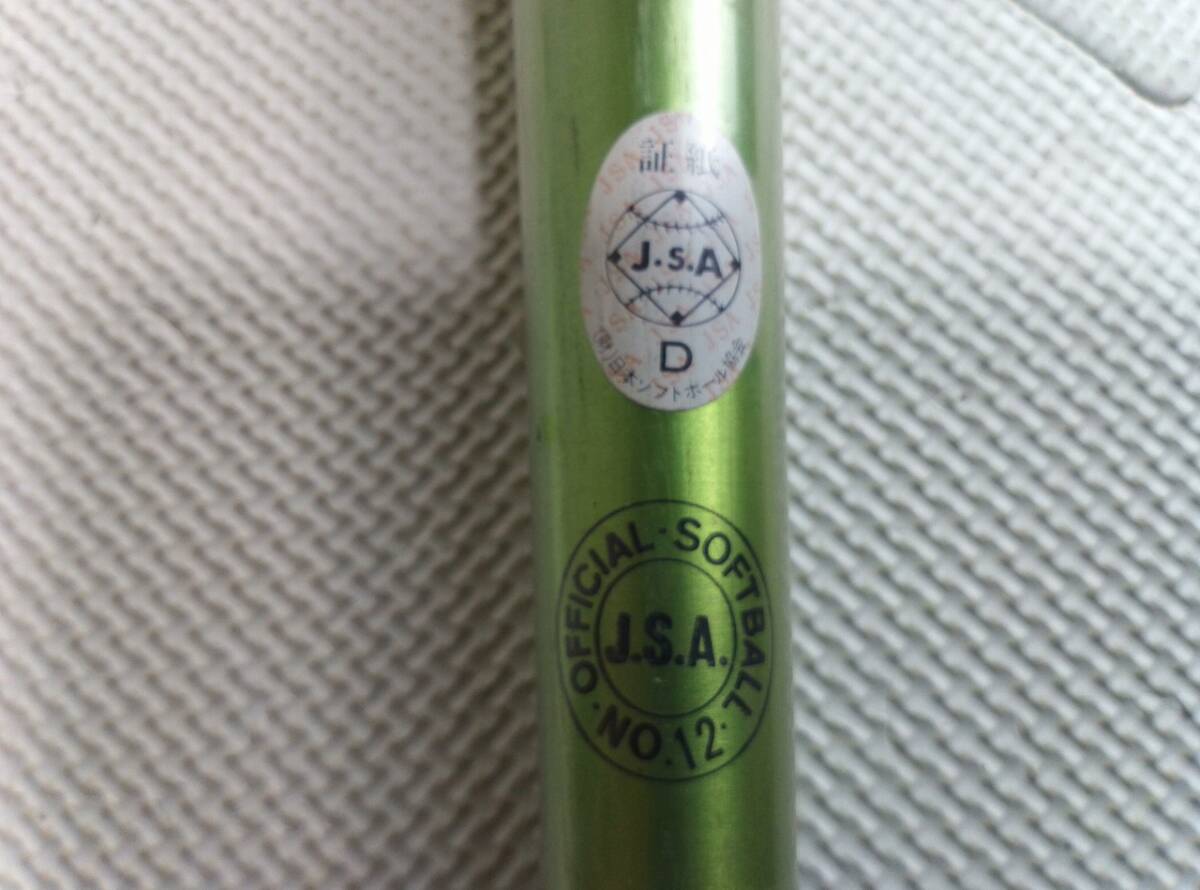 証紙
J.S.A
D
(財)日本ソフトボール協会
OFFICIAL · SOFTBALL ·
J.S.A.
NO.12 ·